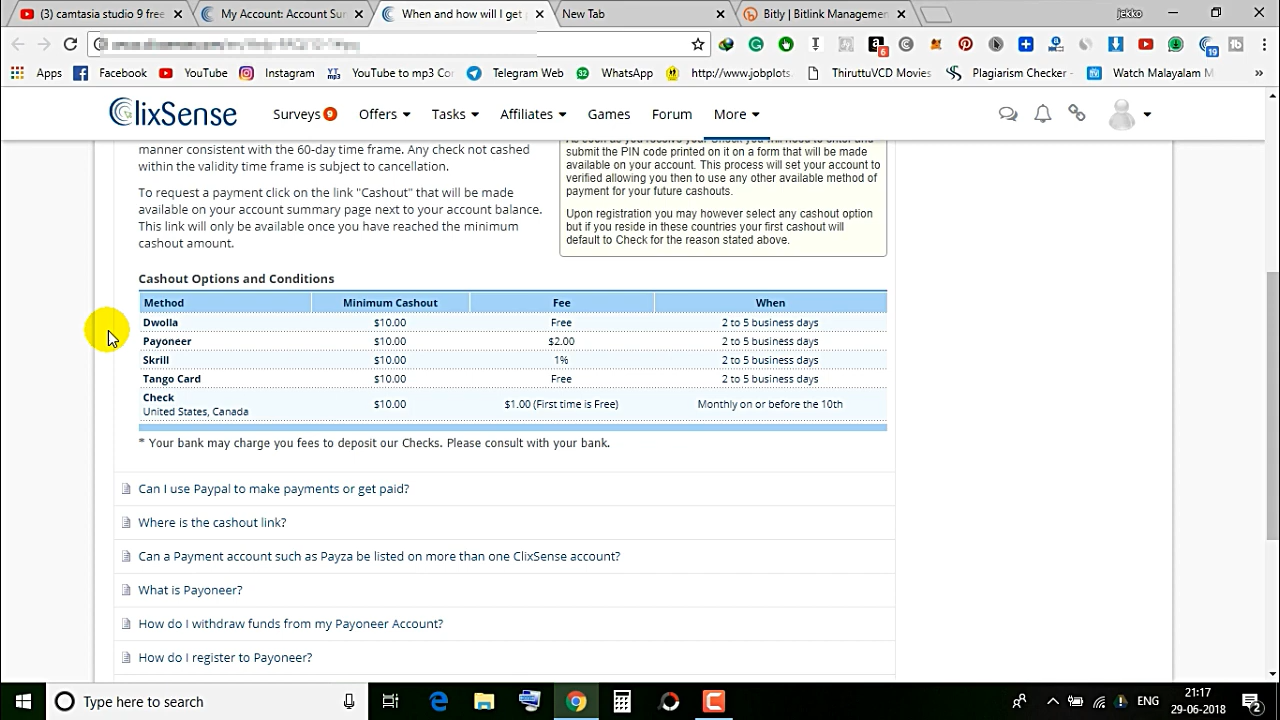 (3) camtasia studio 9 free
My Account: Account Su
When and how will I get p
New Tab
Bitly | Bitlink Managemen
jekko
Apps
Facebook
YouTube
Instagram
YouTube to mp3 Co
Telegram Web
32
WhatsApp
http://www.jobplots
ThiruttuVCD Movies
Plagiarism Checker -
Watch Malayalam M
»
6
19
ClixSense
Surveys 9
Offers
Tasks
Affiliates
Games
Forum
More
manner consistent with the 60-day time frame. Any check not cashed
within the validity time frame is subject to cancellation.
To request a payment click on the link "Cashout" that will be made
available on your account summary page next to your account balance.
This link will only be available once you have reached the minimum
cashout amount.
submit the PIN code printed on it on a form that will be made
available on your account. This process will set your account to
verified allowing you then to use any other available method of
payment for your future cashouts.
Upon registration you may however select any cashout option
but if you reside in these countries your first cashout will
default to Check for the reason stated above.
Cashout Options and Conditions
Method Minimum Cashout Fee When
Dwolla $10.00 Free 2 to 5 business days
Payoneer $10.00 $2.00 2 to 5 business days
Skrill $10.00 1% 2 to 5 business days
Tango Card $10.00 Free 2 to 5 business days
Check
United States, Canada $10.00 $1.00 (First time is Free) Monthly on or before the 10th
* Your bank may charge you fees to deposit our Checks. Please consult with your bank.
Can I use Paypal to make payments or get paid?
Where is the cashout link?
Can a Payment account such as Payza be listed on more than one ClixSense account?
What is Payoneer?
How do I withdraw funds from my Payoneer Account?
How do I register to Payoneer?
Type here to search
ENG
21:17
29-06-2018
2